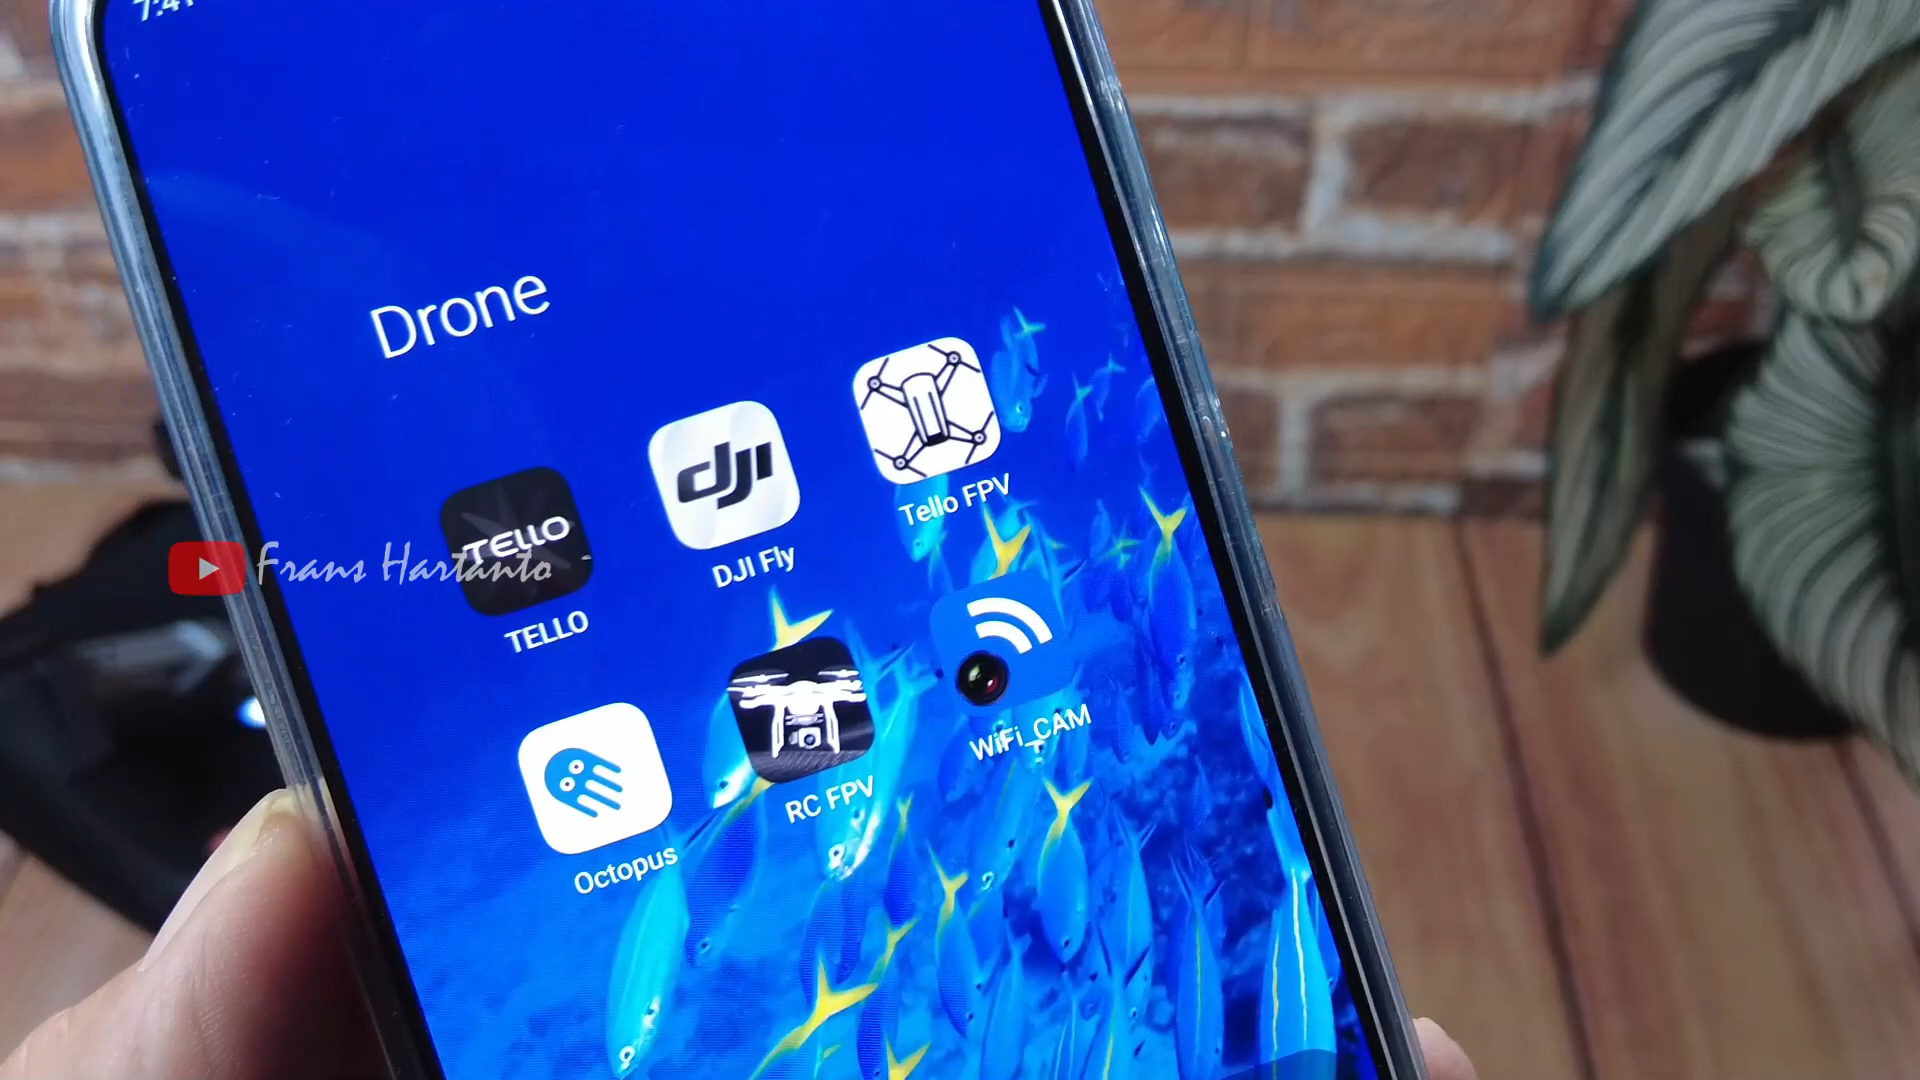 Drone
TELLO
TELLO
dji
DJI Fly
Tello FPV
Octopus
RC FPV
WiFi_CAM
Frans Hartanto